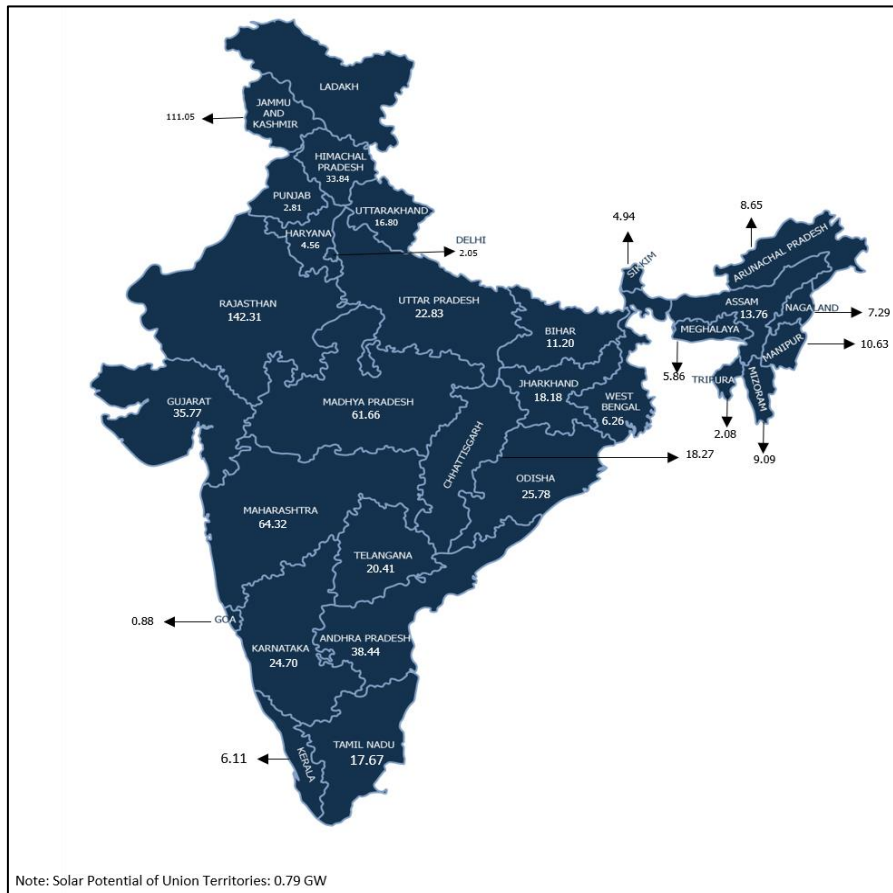 LADAKH
JAMMU
AND
KASHMIR
111.05
HIMACHAL
PRADESH
33.84
PUNJAB
2.81
UTTARAKHAND
16.80
HARYANA
4.56
DELHI
2.05
4.94
SIKKIM
8.65
ARUNACHAL PRADESH
RAJASTHAN
142.31
UTTAR PRADESH
22.83
BIHAR
11.20
ASSAM
13.76
NAGALAND
7.29
MEGHALAYA
5.86
MANIPUR
10.63
TRIPURA
2.08
MIZORAM
9.09
GUJARAT
35.77
MADHYA PRADESH
61.66
JHARKHAND
18.18
WEST
BENGAL
6.26
CHHATTISGARH
18.27
ODISHA
25.78
MAHARASHTRA
64.32
TELANGANA
20.41
0.88
GOA
KARNATAKA
24.70
ANDHRA PRADESH
38.44
6.11
KERALA
TAMIL NADU
17.67
Note: Solar Potential of Union Territories: 0.79 GW